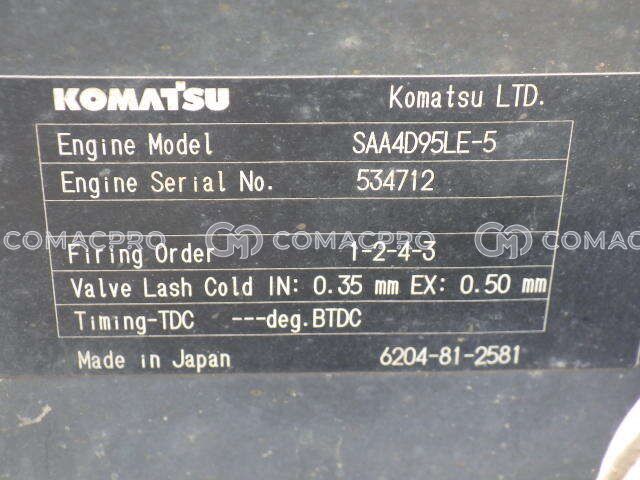 KOMATSU Komatsu LTD.
Engine Model SAA4D95LE-5
Engine Serial No. 534712
COMACPRO CM COMACPRO CM COMACPRO
Firing Order 1-2-4-3
Valve Lash Cold IN: 0.35 mm EX: 0.50 mm
Timing-TDC ---deg.BTDC
Made in Japan 6204-81-2581